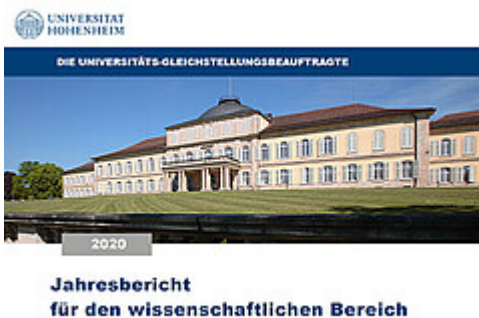 UNIVERSITÄT
HOHENHEIM
DIE UNIVERSITÄTS-GLEICHSTELLUNGSBEAUFTRAGTE
2020
Jahresbericht
für den wissenschaftlichen Bereich